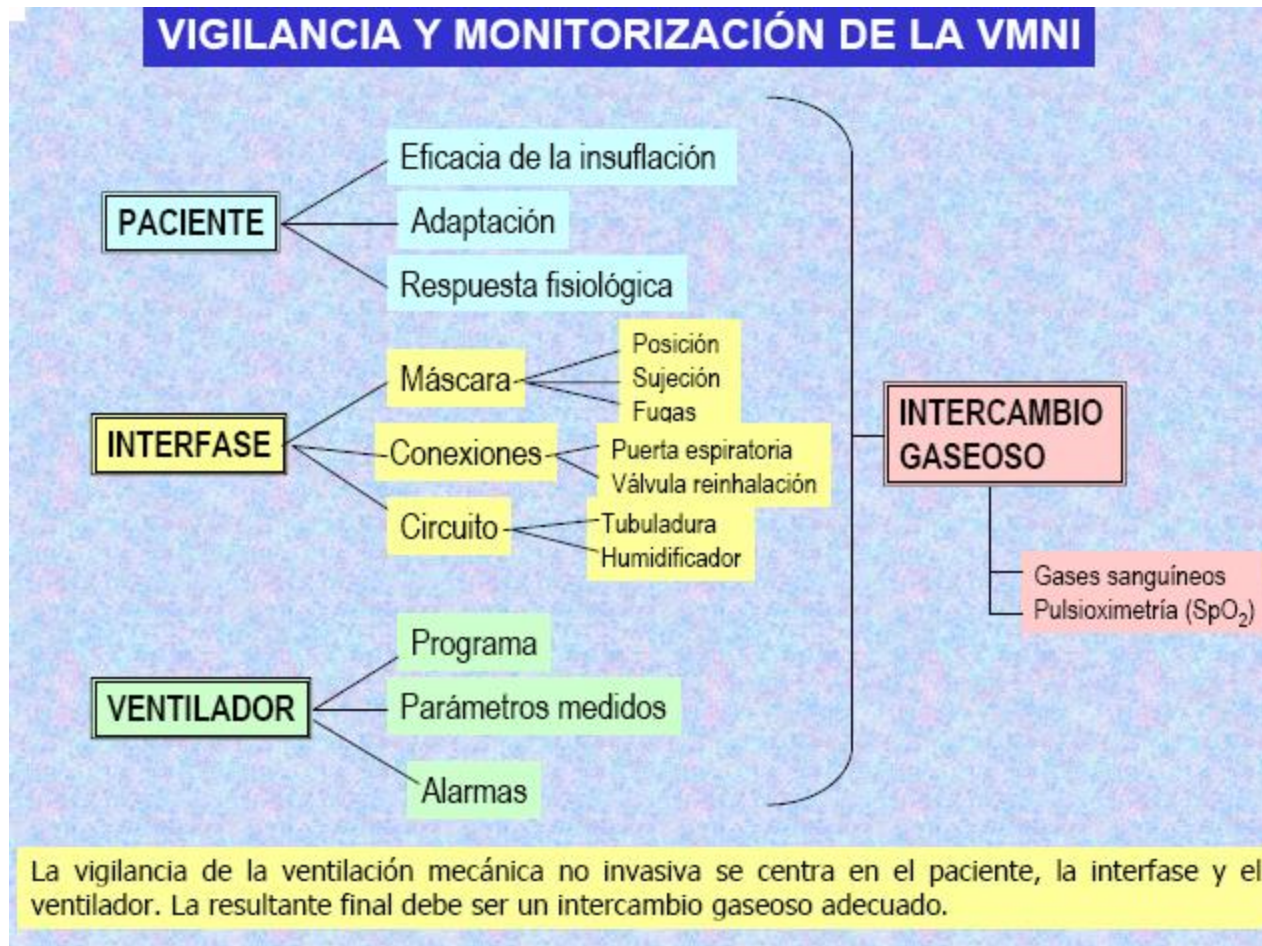 VIGILANCIA Y MONITORIZACIÓN DE LA VMNI
PACIENTE
Eficacia de la insuflación
Adaptación
Respuesta fisiológica
INTERFASE
Máscara
Posición
Sujeción
Fugas
Conexiones
Puerta espiratoria
Válvula reinhalación
Circuito
Tubuladura
Humidificador
VENTILADOR
Programa
Parámetros medidos
Alarmas
INTERCAMBIO
GASEOSO
Gases sanguíneos
Pulsioximetría (SpO₂)
La vigilancia de la ventilación mecánica no invasiva se centra en el paciente, la interfase y el
ventilador. La resultante final debe ser un intercambio gaseoso adecuado.